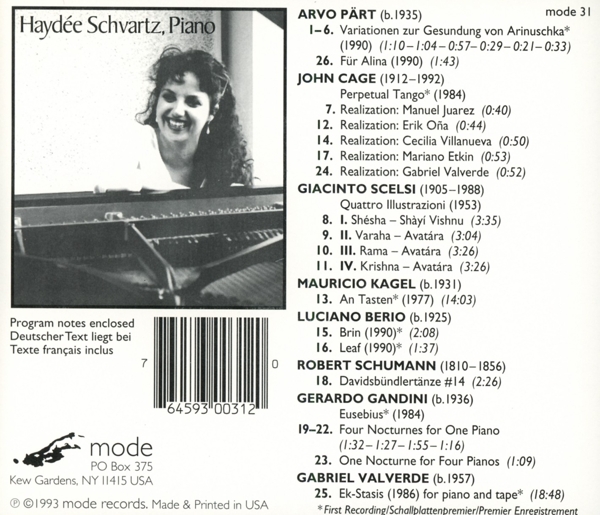 Haydée Schvartz, Piano
Program notes enclosed
Deutscher Text liegt bei
Texte français inclus
7 64593 00312 0
mode
PO BOX 375
Kew Gardens, NY 11415 USA
℗ ©1993 mode records. Made & Printed in USA
mode 31
ARVO PÄRT (b.1935)
1–6. Variationen zur Gesundung von Arinuschka*
(1990) (1:10–1:04–0:57–0:29–0:21–0:33)
26. Für Alina (1990) (1:43)
JOHN CAGE (1912–1992)
Perpetual Tango* (1984)
7. Realization: Manuel Juarez (0:40)
12. Realization: Erik Oña (0:44)
14. Realization: Cecilia Villanueva (0:50)
17. Realization: Mariano Etkin (0:53)
24. Realization: Gabriel Valverde (0:52)
GIACINTO SCELSI (1905–1988)
Quattro Illustrazioni (1953)
8. I. Shésha – Shàyí Vishnu (3:35)
9. II. Varaha – Avatára (3:04)
10. III. Rama – Avatára (3:26)
11. IV. Krishna – Avatára (3:26)
MAURICIO KAGEL (b.1931)
13. An Tasten* (1977) (14:03)
LUCIANO BERIO (b.1925)
15. Brin (1990)* (2:08)
16. Leaf (1990)* (1:37)
ROBERT SCHUMANN (1810–1856)
18. Davidsbündlertänze #14 (2:26)
GERARDO GANDINI (b.1936)
Eusebius* (1984)
19–22. Four Nocturnes for One Piano
(1:32–1:27–1:55–1:16)
23. One Nocturne for Four Pianos (1:09)
GABRIEL VALVERDE (b.1957)
25. Ek-Stasis (1986) for piano and tape* (18:48)
*First Recording/Schallplattenpremier/Premier Enregistrement